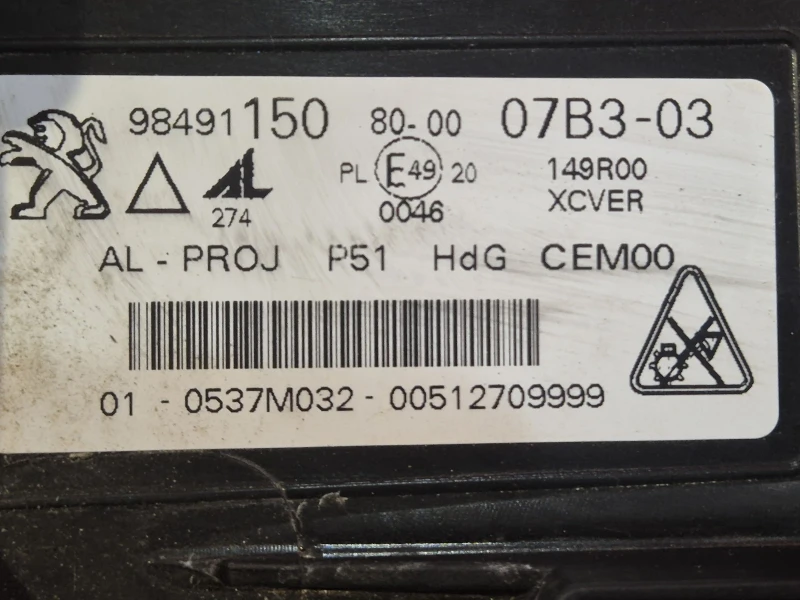 98491150 80-00 07B3-03
PL E49 20 149R00
AL
274 0046 XCVER
AL - PROJ P51 HdG CEM00
01 - 0537M032 - 00512709999